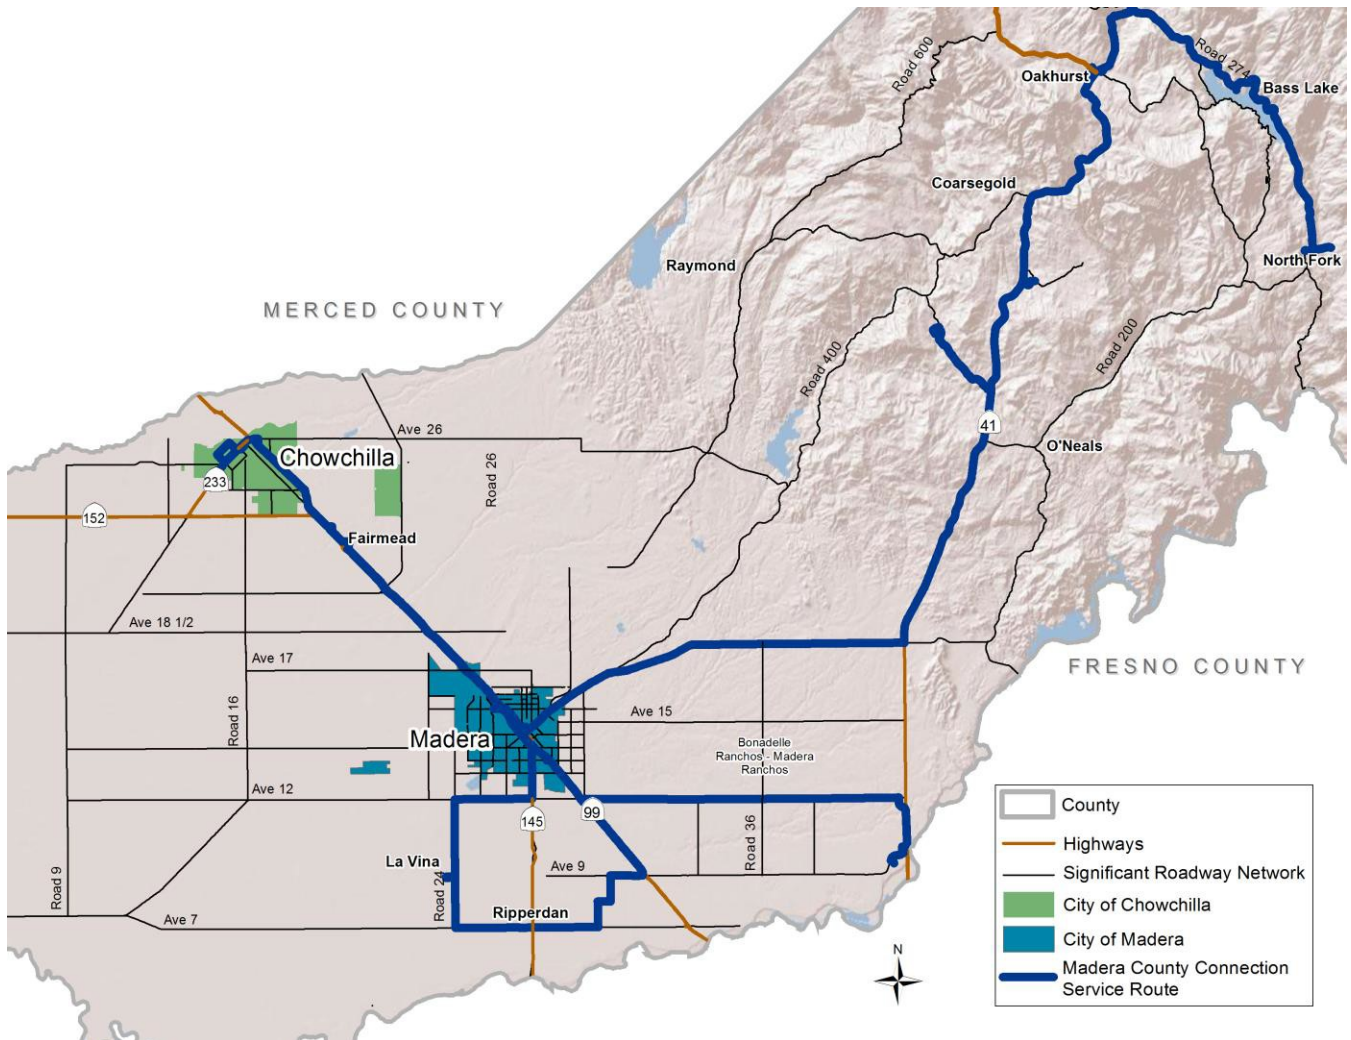 Road 600
Oakhurst
Road 274
Bass Lake
Coarsegold
Raymond
North Fork
MERCED COUNTY
Road 400
Road 200
41
O'Neals
Ave 26
Chowchilla
Road 26
233
152
Fairmead
Ave 18 1/2
Ave 17
FRESNO COUNTY
Road 16
Ave 15
Madera
Bonadelle
Ranchos - Madera
Ranchos
Ave 12
145
99
Road 36
La Vina
Ave 9
Road 9
Road 24
Ripperdan
Ave 7
N
County
Highways
Significant Roadway Network
City of Chowchilla
City of Madera
Madera County Connection
Service Route